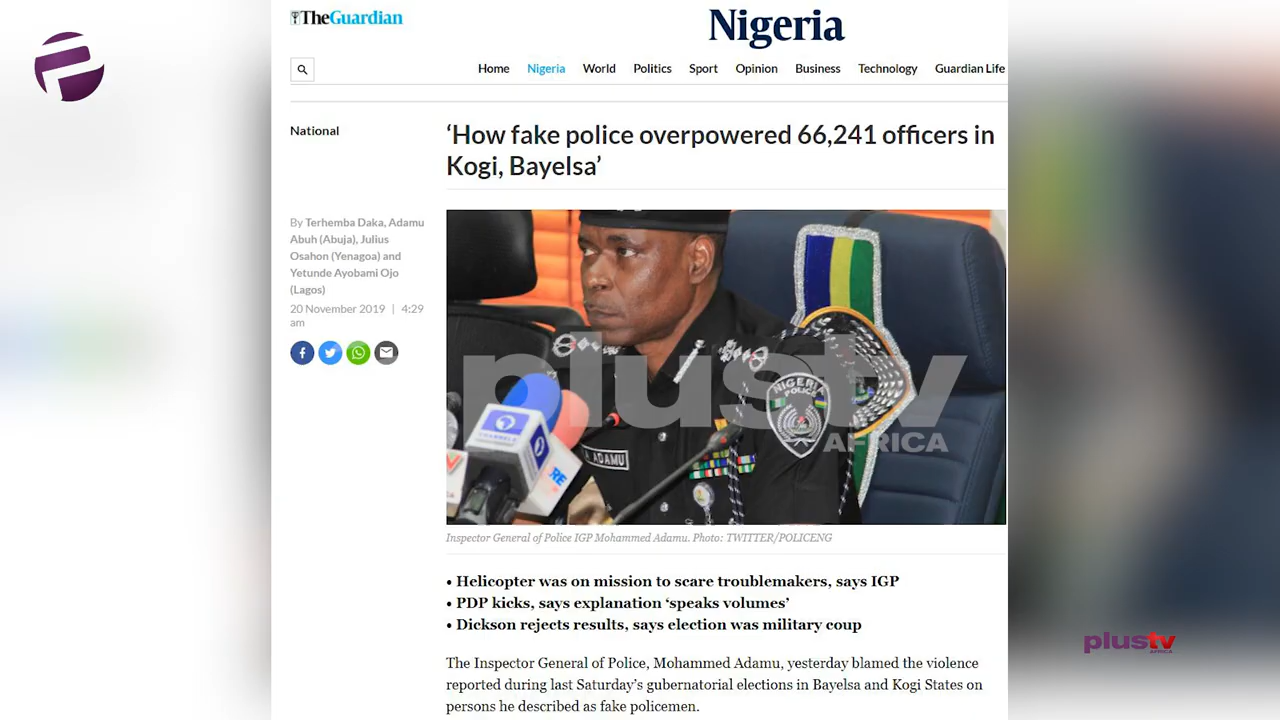 TheGuardian
Nigeria
Home Nigeria World Politics Sport Opinion Business Technology Guardian Life
National
‘How fake police overpowered 66,241 officers in
Kogi, Bayelsa’
By Terhemba Daka, Adamu
Abuh (Abuja), Julius
Osahon (Yenagoa) and
Yetunde Ayobami Ojo
(Lagos)
20 November 2019 | 4:29
am
plustv
AFRICA
NIGERIA
POLICE
ADAMU
CHANNELS
Inspector General of Police IGP Mohammed Adamu. Photo: TWITTER/POLICENG
• Helicopter was on mission to scare troublemakers, says IGP
• PDP kicks, says explanation ‘speaks volumes’
• Dickson rejects results, says election was military coup
The Inspector General of Police, Mohammed Adamu, yesterday blamed the violence
reported during last Saturday’s gubernatorial elections in Bayelsa and Kogi States on
persons he described as fake policemen.
plustv
AFRICA